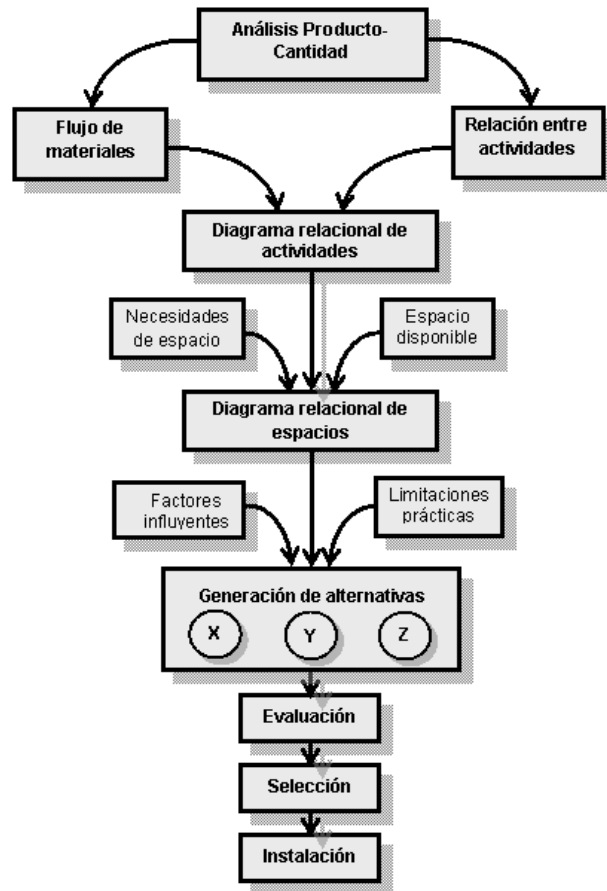 Análisis Producto-
Cantidad
Flujo de
materiales
Relación entre
actividades
Diagrama relacional de
actividades
Necesidades
de espacio
Espacio
disponible
Diagrama relacional de
espacios
Factores
influyentes
Limitaciones
prácticas
Generación de alternativas
X Y Z
Evaluación
Selección
Instalación